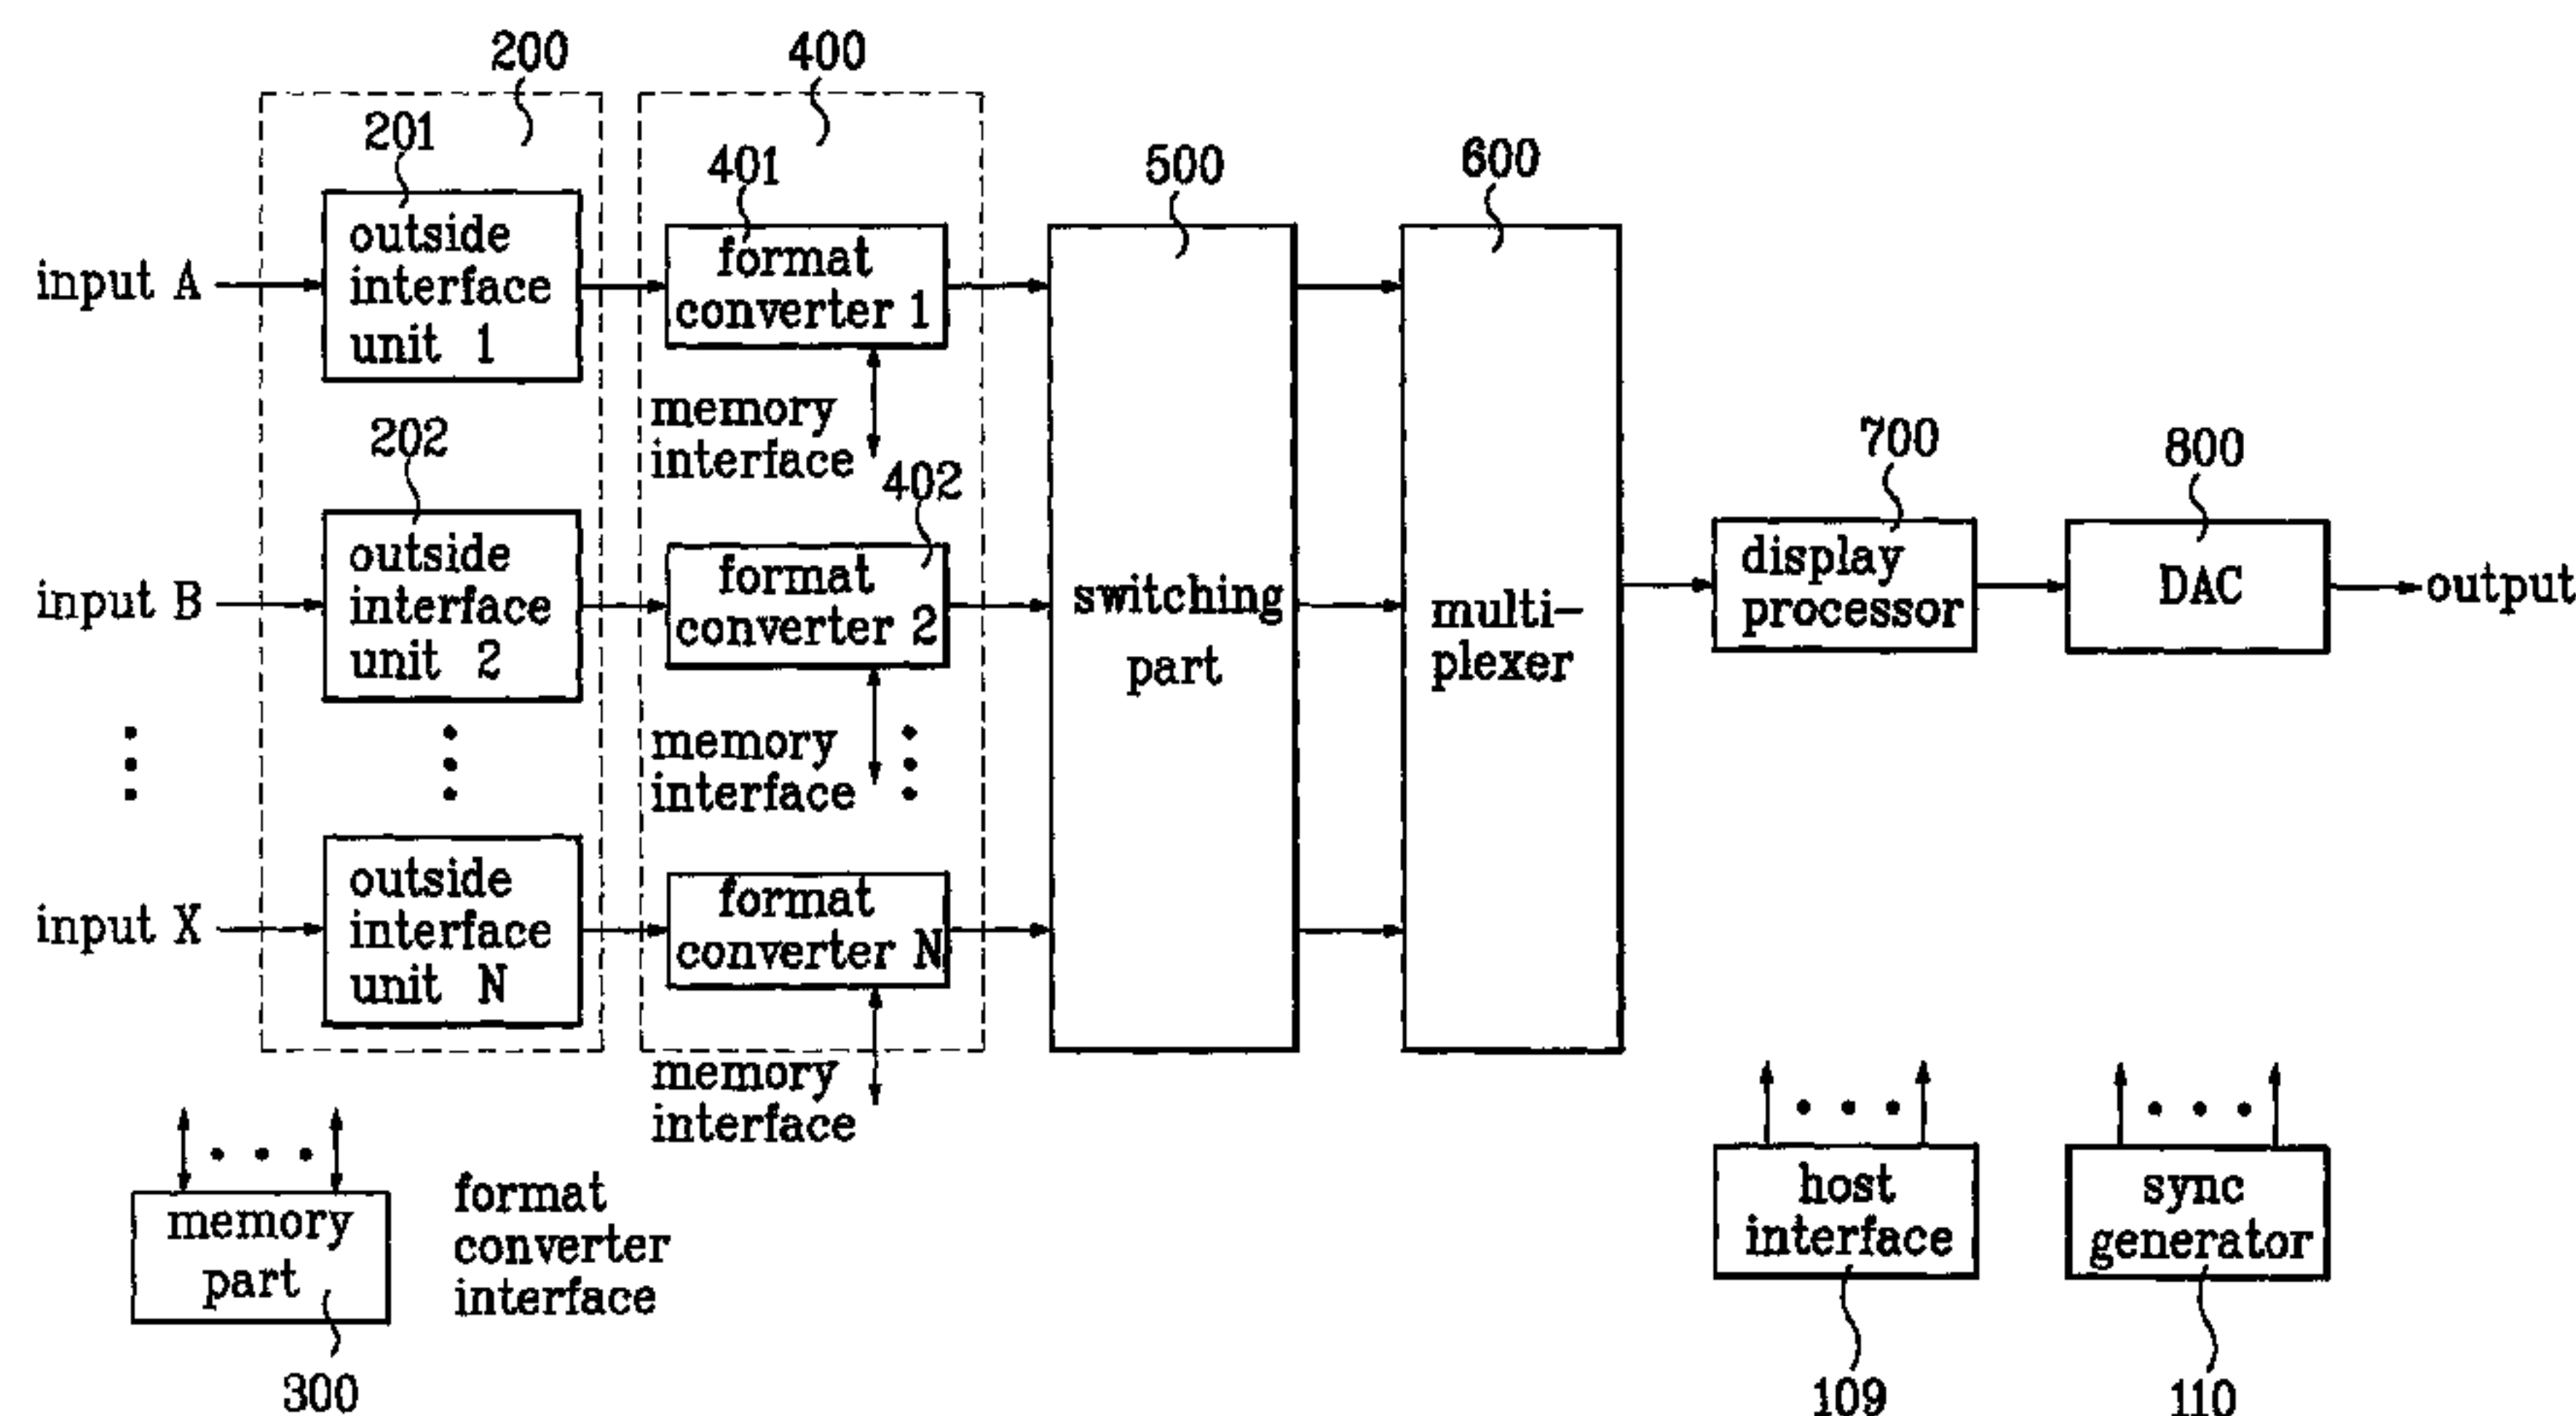 200
400
201
401
500
600
input A
outside
interface
unit 1
format
converter 1
memory
interface
202
402
700
800
input B
outside
interface
unit 2
format
converter 2
switching
part
multi-
plexer
display
processor
DAC
output
memory
interface
input X
outside
interface
unit N
format
converter N
memory
interface
memory
part
format
converter
interface
host
interface
sync
generator
300
109
110